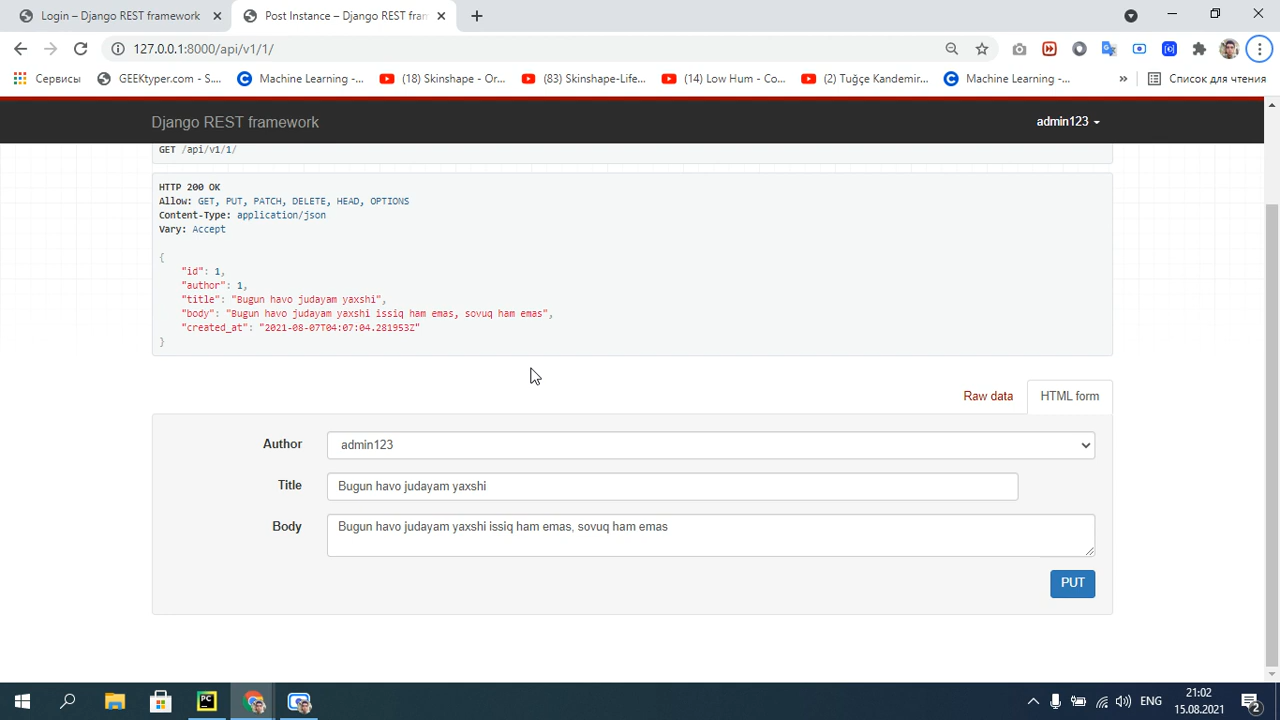 Login – Django REST framework
Post Instance – Django REST fram
127.0.0.1:8000/api/v1/1/
Сервисы
GEEKtyper.com - S...
Machine Learning -...
(18) Skinshape - Or...
(83) Skinshape-Life...
(14) Lov Hum - Co...
(2) Tuğçe Kandemir...
Machine Learning -...
»
Список для чтения
Django REST framework
admin123
GET /api/v1/1/
HTTP 200 OK
Allow: GET, PUT, PATCH, DELETE, HEAD, OPTIONS
Content-Type: application/json
Vary: Accept
{
"id": 1,
"author": 1,
"title": "Bugun havo judayam yaxshi",
"body": "Bugun havo judayam yaxshi issiq ham emas, sovuq ham emas",
"created_at": "2021-08-07T04:07:04.281953Z"
}
Raw data
HTML form
Author
admin123
Title
Bugun havo judayam yaxshi
Body
Bugun havo judayam yaxshi issiq ham emas, sovuq ham emas
PUT
PC
ENG
21:02
15.08.2021
2